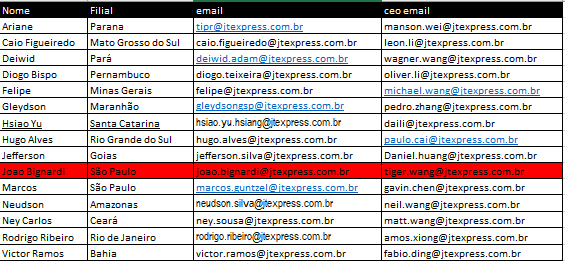 Nome Filial email ceo email
Ariane Parana tipr@jtexpress.com.br manson.wei@jtexpress.com.br
Caio Figueiredo Mato Grosso do Sul caio.figueiredo@jtexpress.com.br leon.li@jtexpress.com.br
Deiwid Pará deiwid.adam@jtexpress.com.br wagner.wang@jtexpress.com.br
Diogo Bispo Pernambuco diogo.teixeira@jtexpress.com.br oliver.li@jtexpress.com.br
Felipe Minas Gerais felipe@jtexpress.com.br michael.wang@jtexpress.com.br
Gleydson Maranhão gleydsongsp@jtexpress.com.br pedro.zhang@jtexpress.com.br
Hsiao Yu Santa Catarina hsiao.yu.hsiang@jtexpress.com.br daili@jtexpress.com.br
Hugo Alves Rio Grande do Sul hugo.alves@jtexpress.com.br paulo.cai@jtexpress.com.br
Jefferson Goias jefferson.silva@jtexpress.com.br Daniel.huang@jtexpress.com.br
Joao Bignardi São Paulo joao.bignardi@jtexpress.com.br tiger.wang@jtexpress.com.br
Marcos São Paulo marcos.guntzel@jtexpress.com.br gavin.chen@jtexpress.com.br
Neudson Amazonas neudson.silva@jtexpress.com.br neil.wang@jtexpress.com.br
Ney Carlos Ceará ney.sousa@jtexpress.com.br matt.wang@jtexpress.com.br
Rodrigo Ribeiro Rio de Janeiro rodrigo.ribeiro@jtexpress.com.br amos.xiong@jtexpress.com.br
Victor Ramos Bahia victor.ramos@jtexpress.com.br fabio.ding@jtexpress.com.br